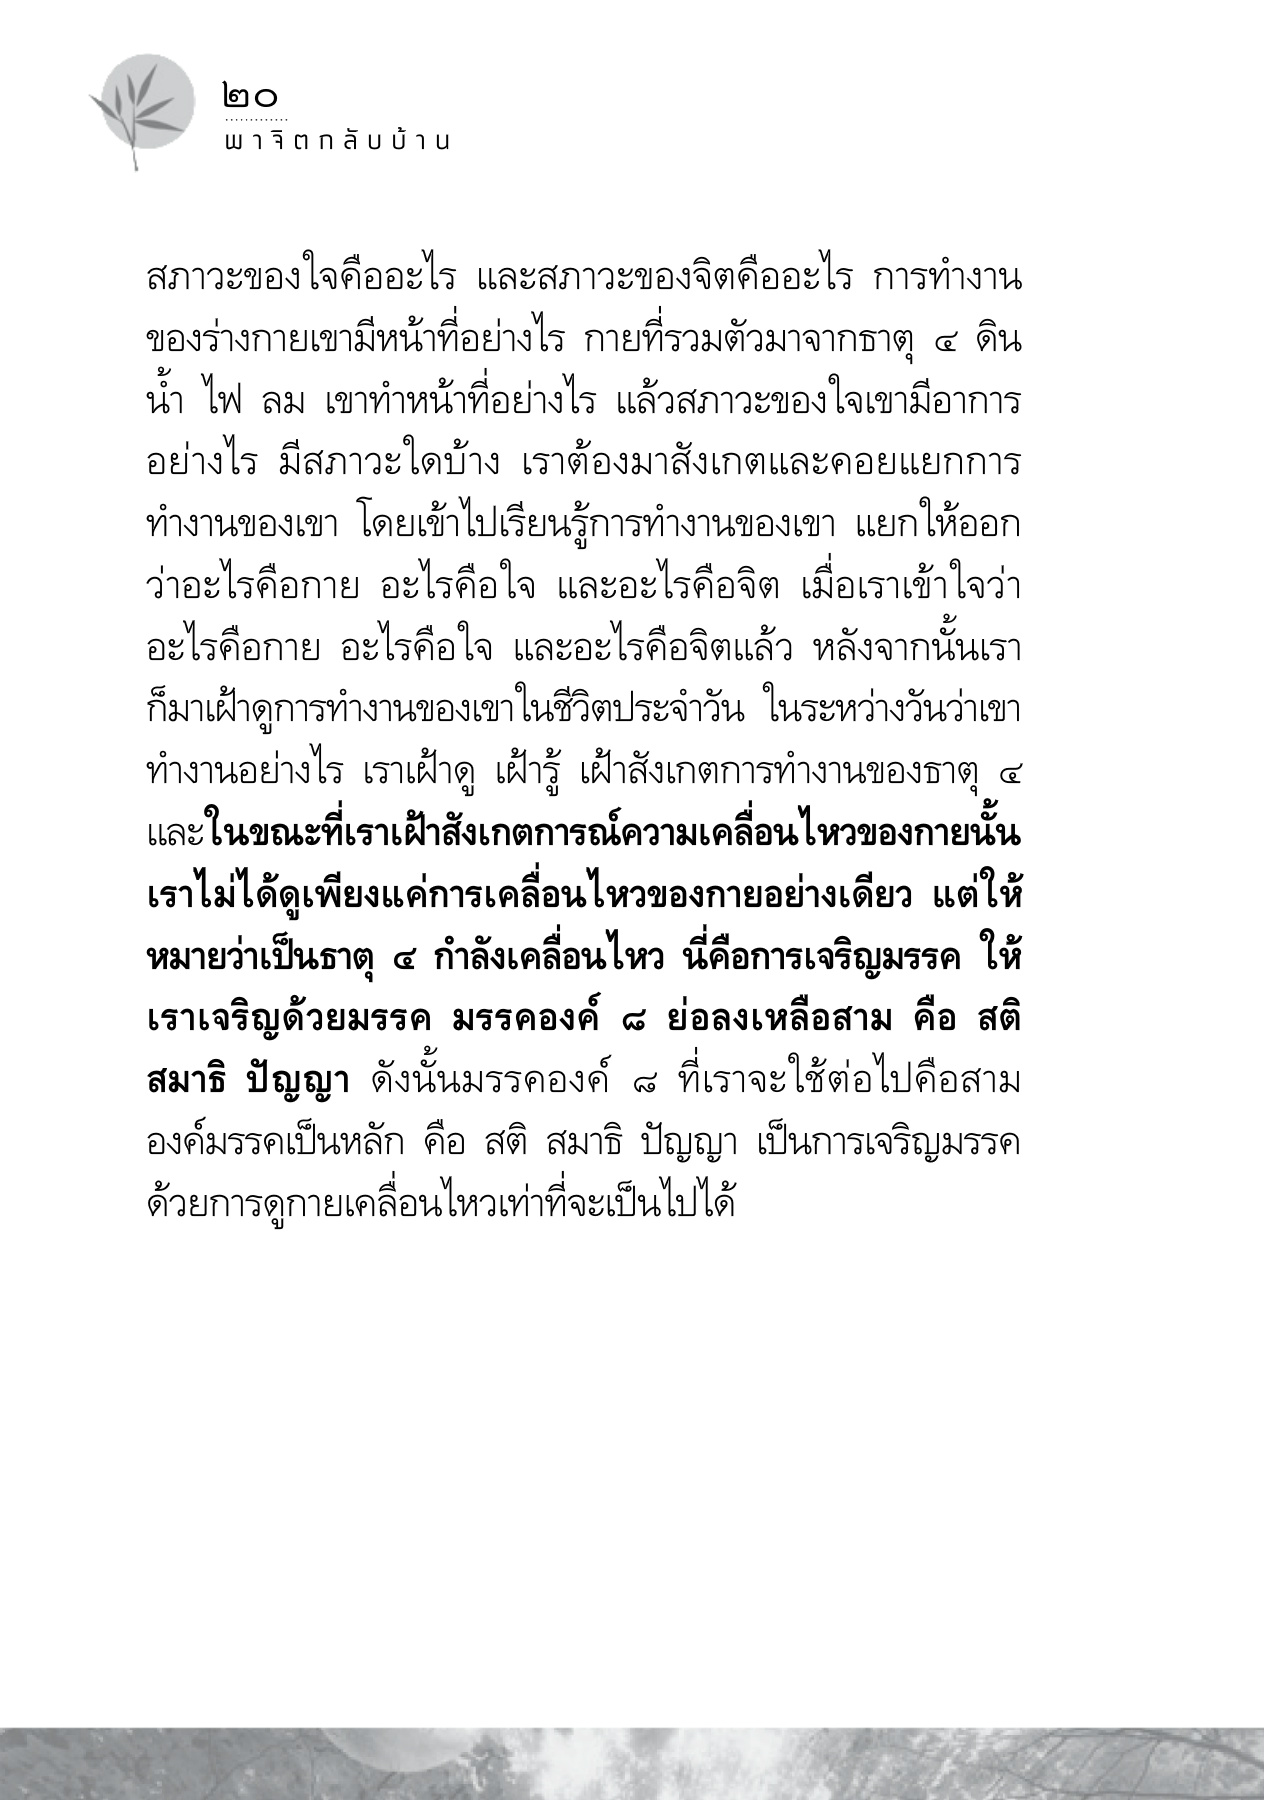 ๒๐
พาจิตกลับบ้าน
สภาวะของใจคืออะไร และสภาวะของจิตคืออะไร การทำงาน
ของร่างกายเขามีหน้าที่อย่างไร กายที่รวมตัวมาจากธาตุ ๔ ดิน
น้ำ ไฟ ลม เขาทำหน้าที่อย่างไร แล้วสภาวะของใจเขามีอาการ
อย่างไร มีสภาวะใดบ้าง เราต้องมาสังเกตและคอยแยกการ
ทำงานของเขา โดยเข้าไปเรียนรู้การทำงานของเขา แยกให้ออก
ว่าอะไรคือกาย อะไรคือใจ และอะไรคือจิต เมื่อเราเข้าใจว่า
อะไรคือกาย อะไรคือใจ และอะไรคือจิตแล้ว หลังจากนั้นเรา
ก็มาเฝ้าดูการทำงานของเขาในชีวิตประจำวัน ในระหว่างวันว่าเขา
ทำงานอย่างไร เราเฝ้าดู เฝ้ารู้ เฝ้าสังเกตการทำงานของธาตุ ๔
และในขณะที่เราเฝ้าสังเกตการณ์ความเคลื่อนไหวของกายนั้น
เราไม่ได้ดูเพียงแค่การเคลื่อนไหวของกายอย่างเดียว แต่ให้
หมายว่าเป็นธาตุ ๔ กำลังเคลื่อนไหว นี่คือการเจริญมรรค ให้
เราเจริญด้วยมรรค มรรคองค์ ๘ ย่อลงเหลือสาม คือ สติ
สมาธิ ปัญญา ดังนั้นมรรคองค์ ๘ ที่เราจะใช้ต่อไปคือสาม
องค์มรรคเป็นหลัก คือ สติ สมาธิ ปัญญา เป็นการเจริญมรรค
ด้วยการดูกายเคลื่อนไหวเท่าที่จะเป็นไปได้